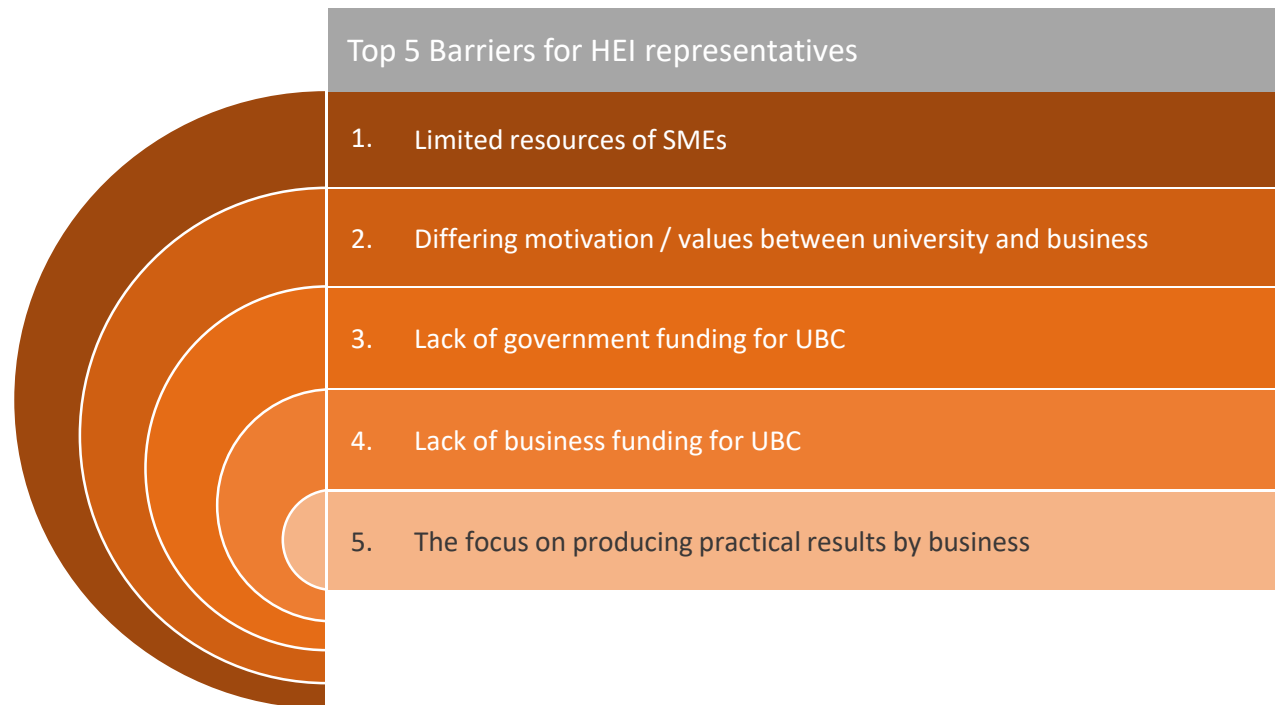 Top 5 Barriers for HEI representatives
1. Limited resources of SMEs
2. Differing motivation / values between university and business
3. Lack of government funding for UBC
4. Lack of business funding for UBC
5. The focus on producing practical results by business